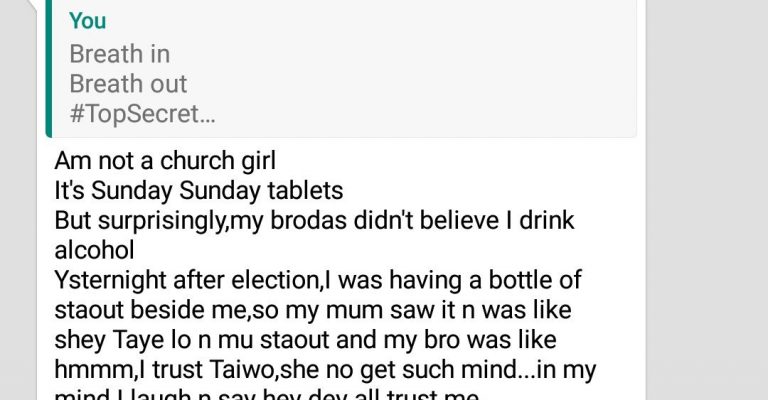 You
Breath in
Breath out
#TopSecret...
Am not a church girl
It's Sunday Sunday tablets
But surprisingly,my brodas didn't believe I drink
alcohol
Ysternight after election,I was having a bottle of
staout beside me,so my mum saw it n was like
shey Taye lo n mu staout and my bro was like
hmmm,I trust Taiwo,she no get such mind...in my
mind I laugh n say hey dey all trust me